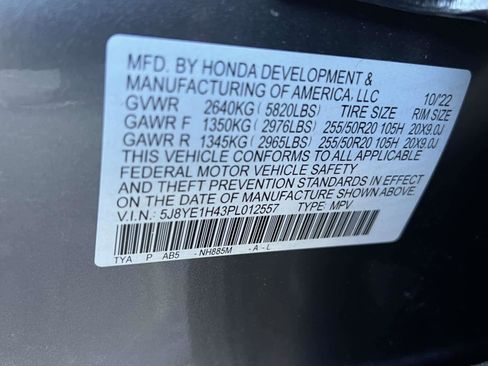 MFD. BY HONDA DEVELOPMENT &
MANUFACTURING OF AMERICA, LLC 10/'22
GVWR 2640KG( 5820LBS) TIRE SIZE RIM SIZE
GAWR F 1350KG( 2976LBS) 255/50R20 105H 20X9.0J
GAWR R 1345KG( 2965LBS) 255/50R20 105H 20X9.0J
THIS VEHICLE CONFORMS TO ALL APPLICABLE
FEDERAL MOTOR VEHICLE SAFETY
AND THEFT PREVENTION STANDARDS IN EFFECT
ON THE DATE OF MANUFACTURE SHOWN ABOVE.
V.I.N.: 5J8YE1H43PL012557 TYPE: MPV
TYA P AB5 -NH885M -A-L